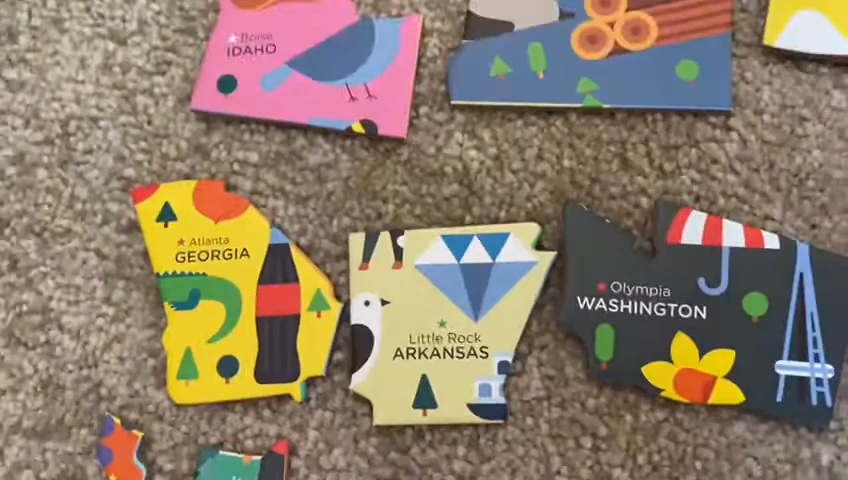 Boise
IDAHO
Atlanta
GEORGIA
Little Rock
ARKANSAS
Olympia
WASHINGTON